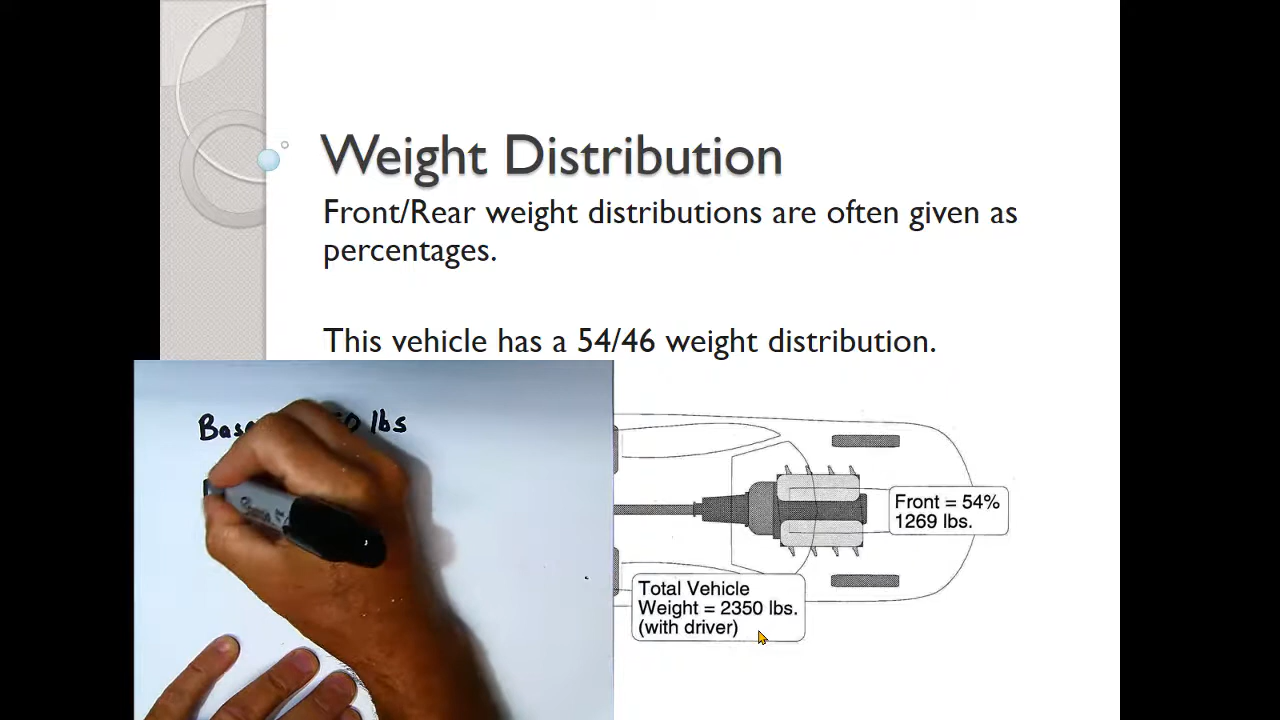 Weight Distribution
Front/Rear weight distributions are often given as
percentages.
This vehicle has a 54/46 weight distribution.
lbs
Front = 54%
1269 lbs.
Total Vehicle
Weight = 2350 lbs.
(with driver)